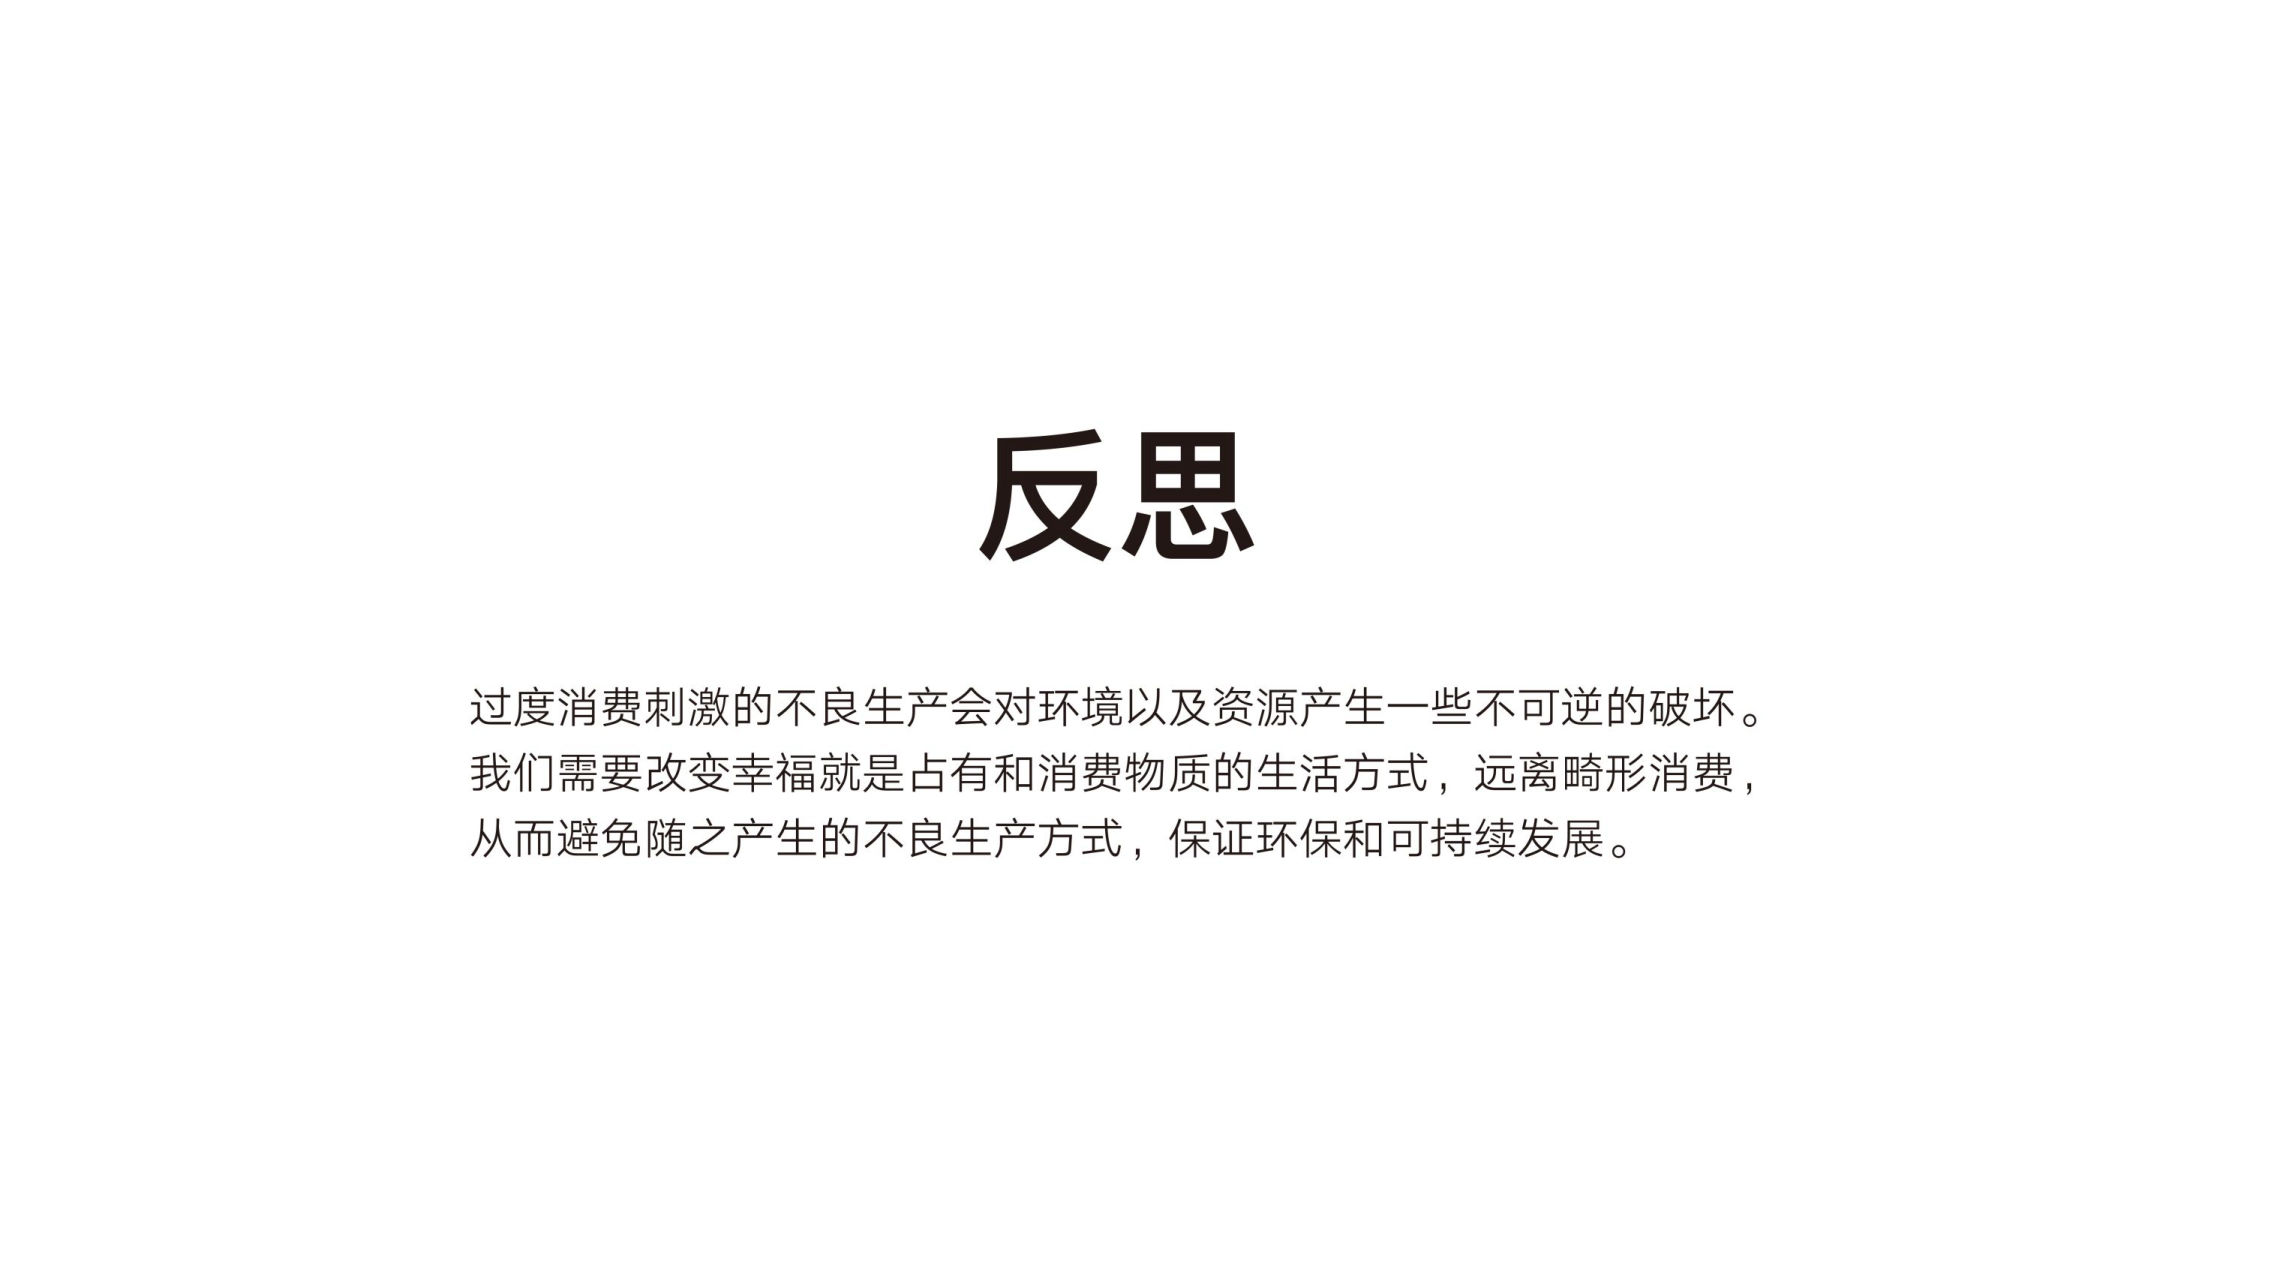 反思
过度消费刺激的不良生产会对环境以及资源产生一些不可逆的破坏。
我们需要改变幸福就是占有和消费物质的生活方式，远离畸形消费，
从而避免随之产生的不良生产方式，保证环保和可持续发展。